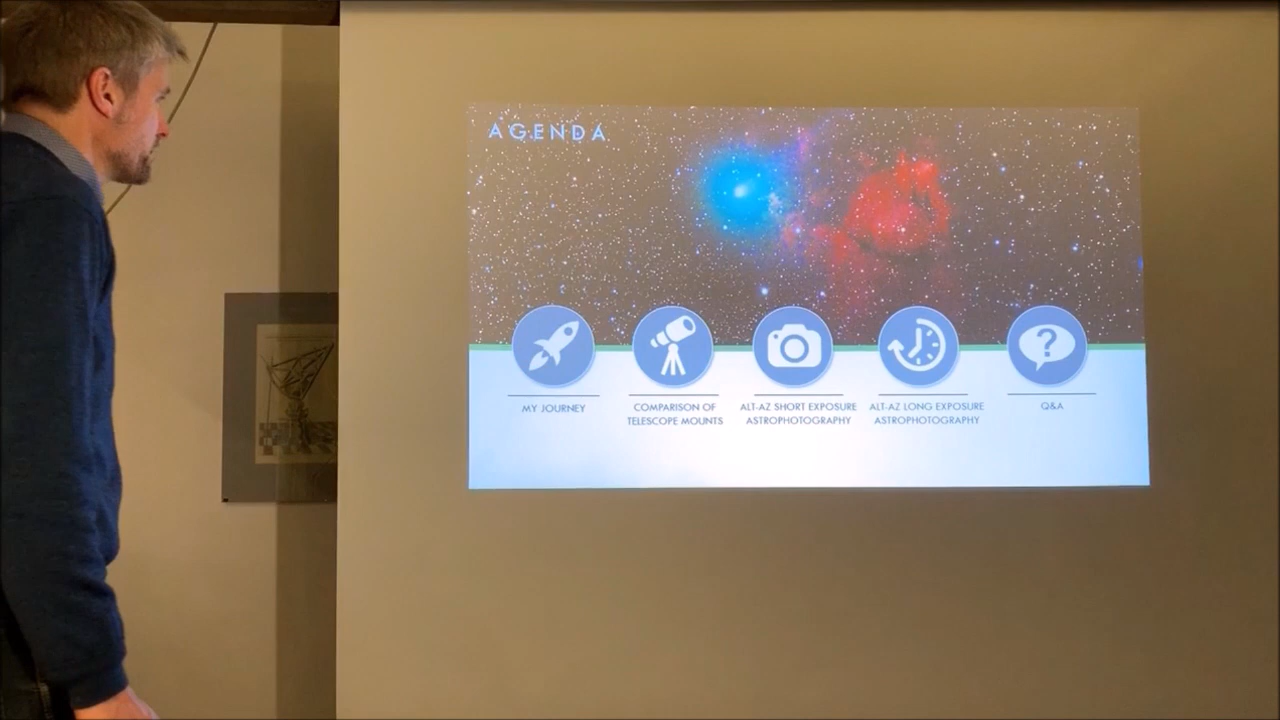 AGENDA
MY JOURNEY
COMPARISON OF
TELESCOPE MOUNTS
ALT-AZ SHORT EXPOSURE
ASTROPHOTOGRAPHY
ALT-AZ LONG EXPOSURE
ASTROPHOTOGRAPHY
Q&A
?